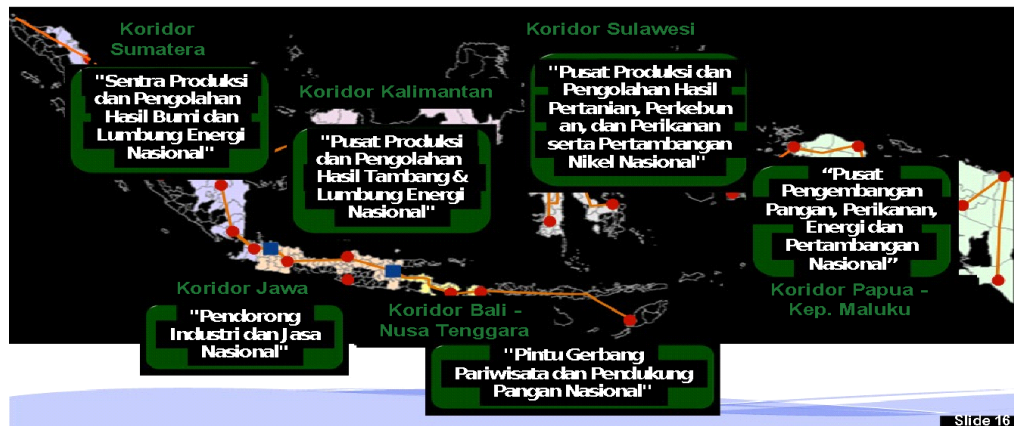 Koridor
Sumatera
"Sentra Produksi
dan Pengolahan
Hasil Bumi dan
Lumbung Energi
Nasional"
Koridor Kalimantan
"Pusat Produksi
dan Pengolahan
Hasil Tambang &
Lumbung Energi
Nasional"
Koridor Sulawesi
"Pusat Produksi dan
Pengolahan Hasil
Pertanian, Perkebun
an, dan Perikanan
serta Pertambangan
Nikel Nasional"
“Pusat
Pengembangan
Pangan, Perikanan,
Energi dan
Pertambangan
Nasional”
Koridor Papua -
Kep. Maluku
Koridor Jawa
"Pendorong
Industri dan Jasa
Nasional"
Koridor Bali -
Nusa Tenggara
"Pintu Gerbang
Pariwisata dan Pendukung
Pangan Nasional"
Slide 16